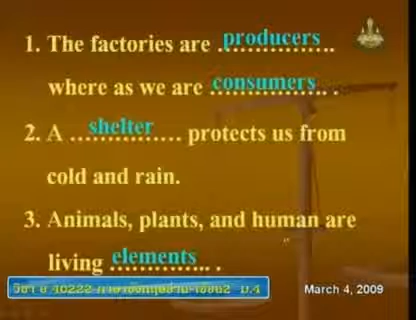 1. The factories are producers
where as we are consumers .
2. A shelter protects us from
cold and rain.
3. Animals, plants, and human are
living elements .
วิชา อ 40222 ภาษาอังกฤษอ่าน-เขียน2 ม.4
March 4, 2009